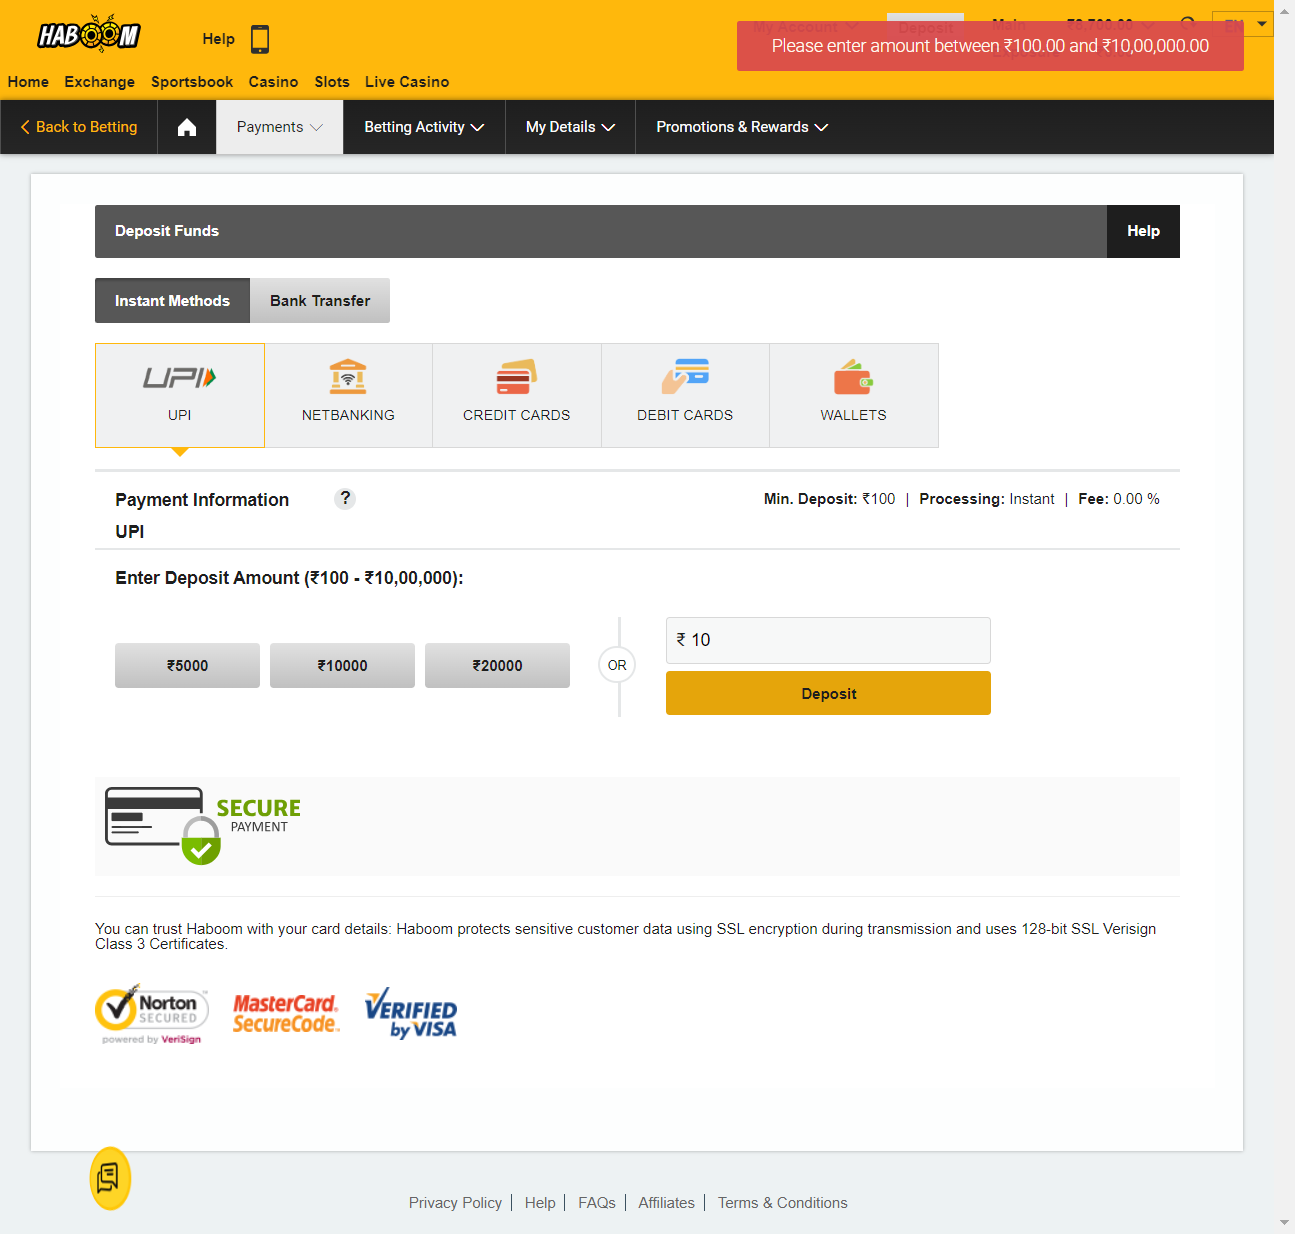 HABOOM
Help
Please enter amount between ₹100.00 and ₹10,00,000.00
Home Exchange Sportsbook Casino Slots Live Casino
Back to Betting Payments Betting Activity My Details Promotions & Rewards
Deposit Funds Help
Instant Methods Bank Transfer
UPI
UPI NETBANKING CREDIT CARDS DEBIT CARDS WALLETS
Payment Information ? Min. Deposit: ₹100 | Processing: Instant | Fee: 0.00 %
UPI
Enter Deposit Amount (₹100 - ₹10,00,000):
₹ 10
₹5000 ₹10000 ₹20000 OR
Deposit
SECURE
PAYMENT
You can trust Haboom with your card details: Haboom protects sensitive customer data using SSL encryption during transmission and uses 128-bit SSL Verisign
Class 3 Certificates.
Norton
SECURED
powered by VeriSign
MasterCard.
SecureCode.
VERIFIED
by VISA
Privacy Policy | Help | FAQs | Affiliates | Terms & Conditions